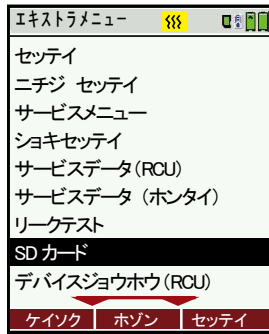 エキストラメニュー
セッテイ
ニチジ セッテイ
サービスメニュー
ショキセッテイ
サービスデータ(RCU)
サービスデータ (ホンタイ)
リークテスト
SD カード
デバイスジョウホウ(RCU)
ケイソク ホゾン セッテイ